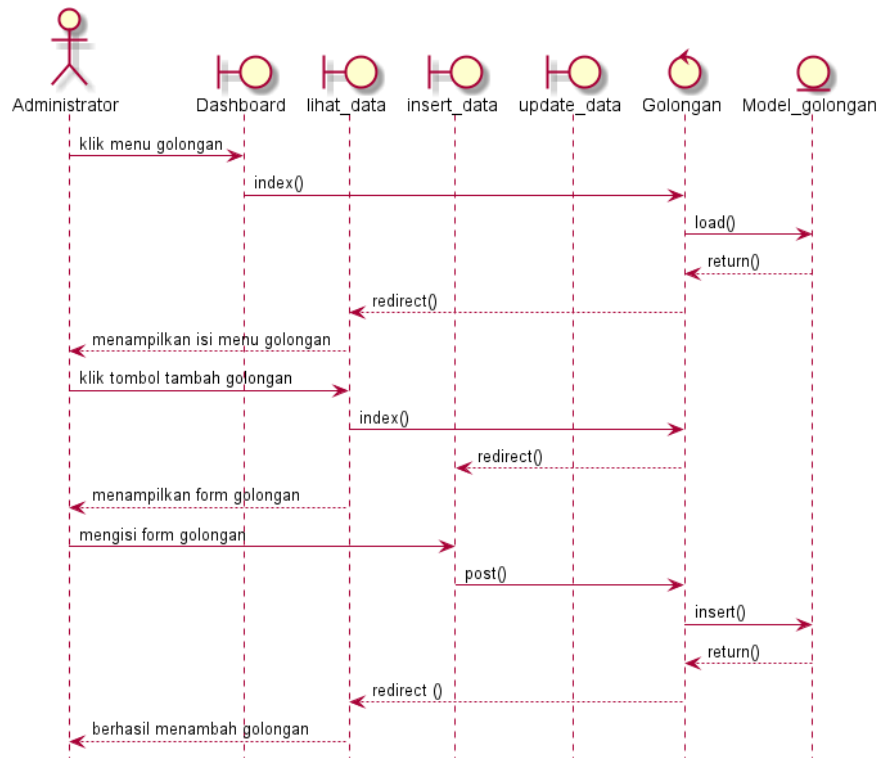 Administrator
Dashboard
lihat_data
insert_data
update_data
Golongan
Model_golongan
klik menu golongan
index()
load()
return()
redirect()
menampilkan isi menu golongan
klik tombol tambah golongan
index()
redirect()
menampilkan form golongan
mengisi form golongan
post()
insert()
return()
redirect ()
berhasil menambah golongan